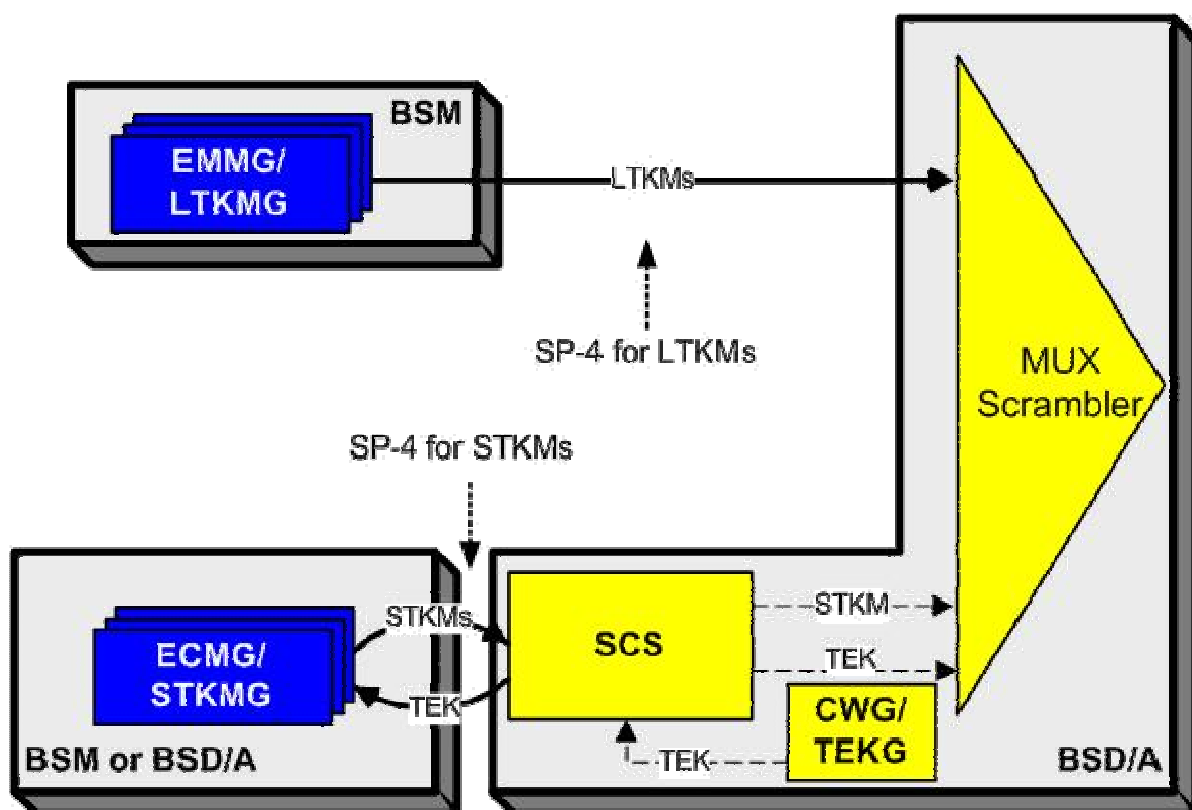 BSM
EMMG/
LTKMG
LTKMs
SP-4 for LTKMs
MUX
Scrambler
SP-4 for STKMs
STKMs
ECMG/
STKMG
TEK
BSM or BSD/A
SCS
STKM
TEK
CWG/
TEKG
TEK
BSD/A